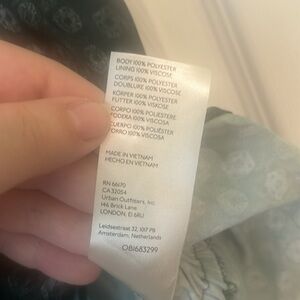 BODY 100% POLYESTER
LINING 100% VISCOSE
CORPS 100% POLYESTER
DOUBLURE 100% VISCOSE
KÖRPER 100% POLYESTER
FUTTER 100% VISKOSE
CORPO 100% POLIESTERE
FODERA 100% VISCOSA
CUERPO 100% POLIÉSTER
FORRO 100% VISCOSA
MADE IN VIETNAM
HECHO EN VIETNAM
RN 66170
CA 32054
Urban Outfitters, Inc.
146 Brick Lane
LONDON, E1 6RU
Leidsestraat 32, 1017 PB
Amsterdam, Netherlands
OB1683299